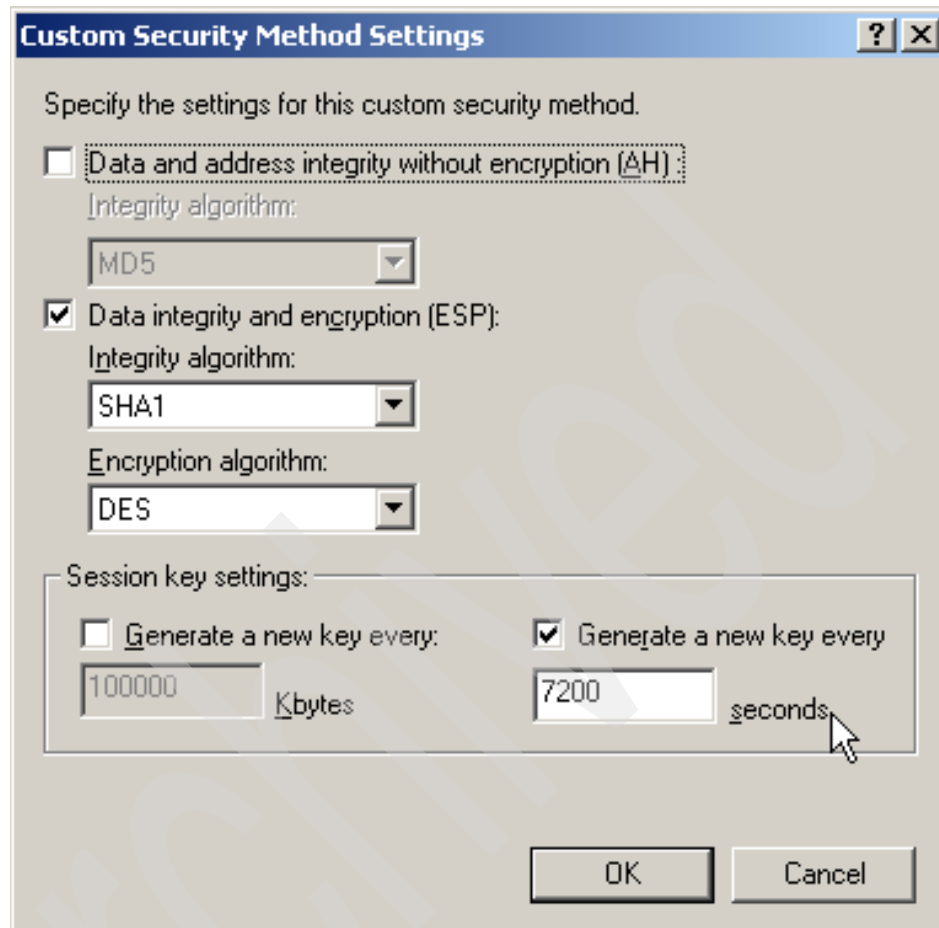 Custom Security Method Settings
Specify the settings for this custom security method.
Data and address integrity without encryption (AH) :
Integrity algorithm:
MD5
Data integrity and encryption (ESP):
Integrity algorithm:
SHA1
Encryption algorithm:
DES
Session key settings:
Generate a new key every:
Generate a new key every
100000 Kbytes
7200 seconds
OK
Cancel